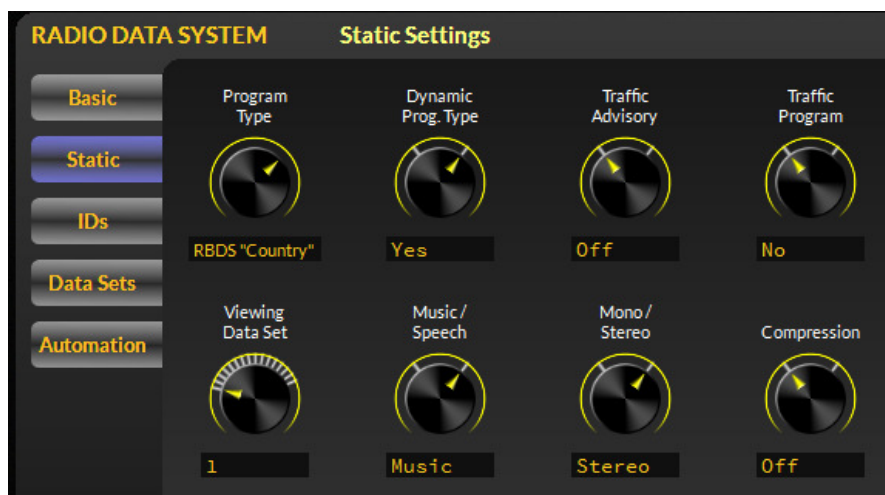 RADIO DATA SYSTEM
Static Settings
Basic
Static
IDs
Data Sets
Automation
Program
Type
RBDS "Country"
Dynamic
Prog. Type
Yes
Traffic
Advisory
Off
Traffic
Program
No
Viewing
Data Set
1
Music /
Speech
Music
Mono /
Stereo
Stereo
Compression
Off